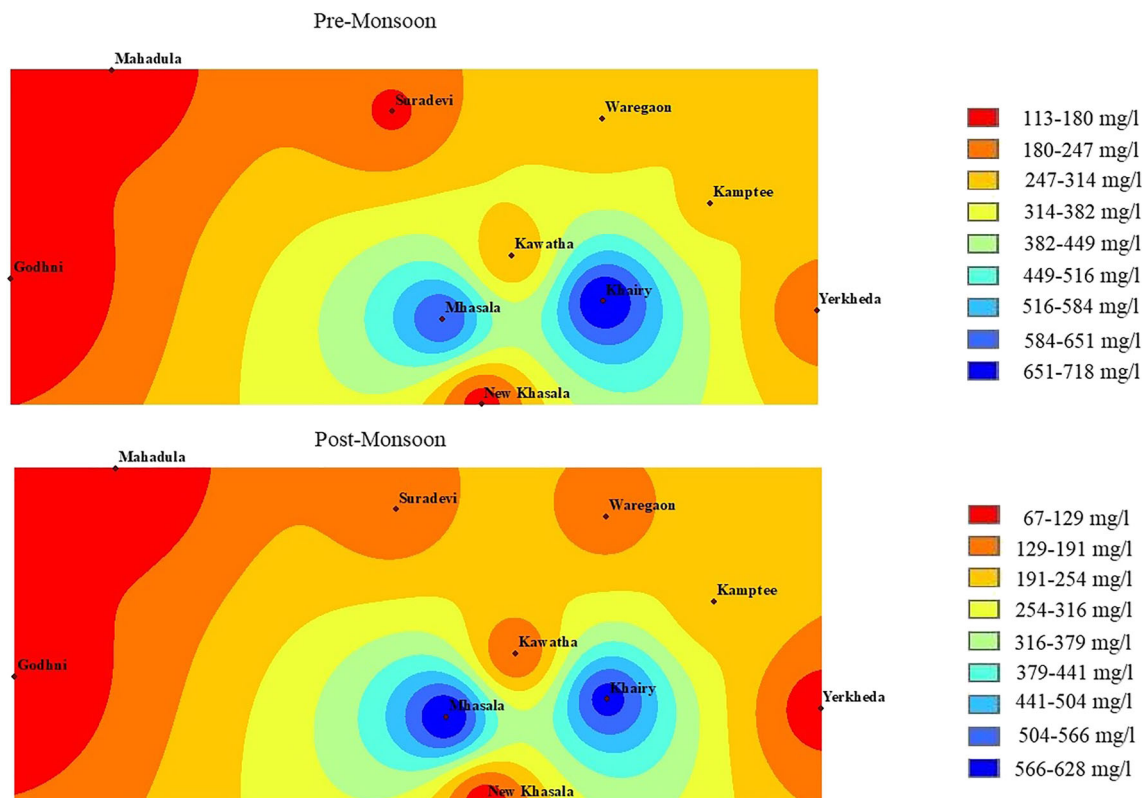 Pre-Monsoon
Mahadula
Suradevi
Waregaon
Kamptee
Kawatha
Godhni
Khairy
Yerkheda
Mhasala
New Khasala
113-180 mg/l
180-247 mg/l
247-314 mg/l
314-382 mg/l
382-449 mg/l
449-516 mg/l
516-584 mg/l
584-651 mg/l
651-718 mg/l
Post-Monsoon
Mahadula
Suradevi
Waregaon
Kamptee
Kawatha
Godhni
Khairy
Yerkheda
Mhasala
New Khasala
67-129 mg/l
129-191 mg/l
191-254 mg/l
254-316 mg/l
316-379 mg/l
379-441 mg/l
441-504 mg/l
504-566 mg/l
566-628 mg/l